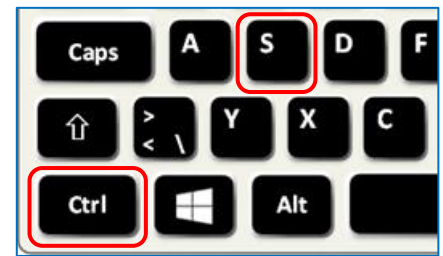 Caps A S D F
⇧ > < \ Y X C
Ctrl Alt